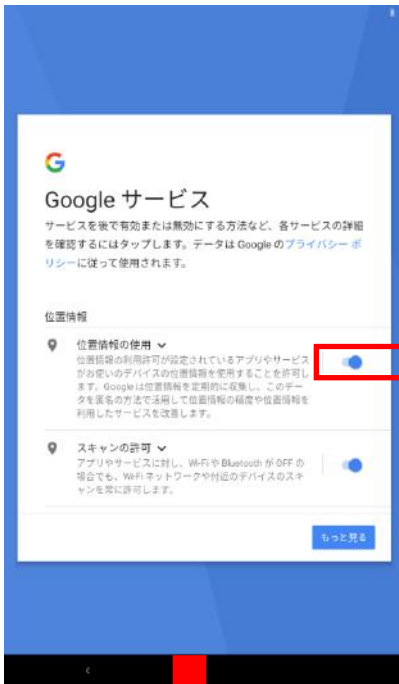 Google サービス
サービスを後で有効または無効にする方法など、各サービスの詳細
を確認するにはタップします。データは Google のプライバシー ポ
リシーに従って使用されます。
位置情報
位置情報の使用
位置情報の利用許可が設定されているアプリやサービス
がお使いのデバイスの位置情報を使用することを許可し
ます。Google は位置情報を定期的に収集し、このデー
タを匿名の方法で活用して位置情報の精度や位置情報を
利用したサービスを改善します。
スキャンの許可
アプリやサービスに対し、Wi-Fi や Bluetooth が OFF の
場合でも、Wi-Fi ネットワークや付近のデバイスのスキ
ャンを常に許可します。
もっと見る